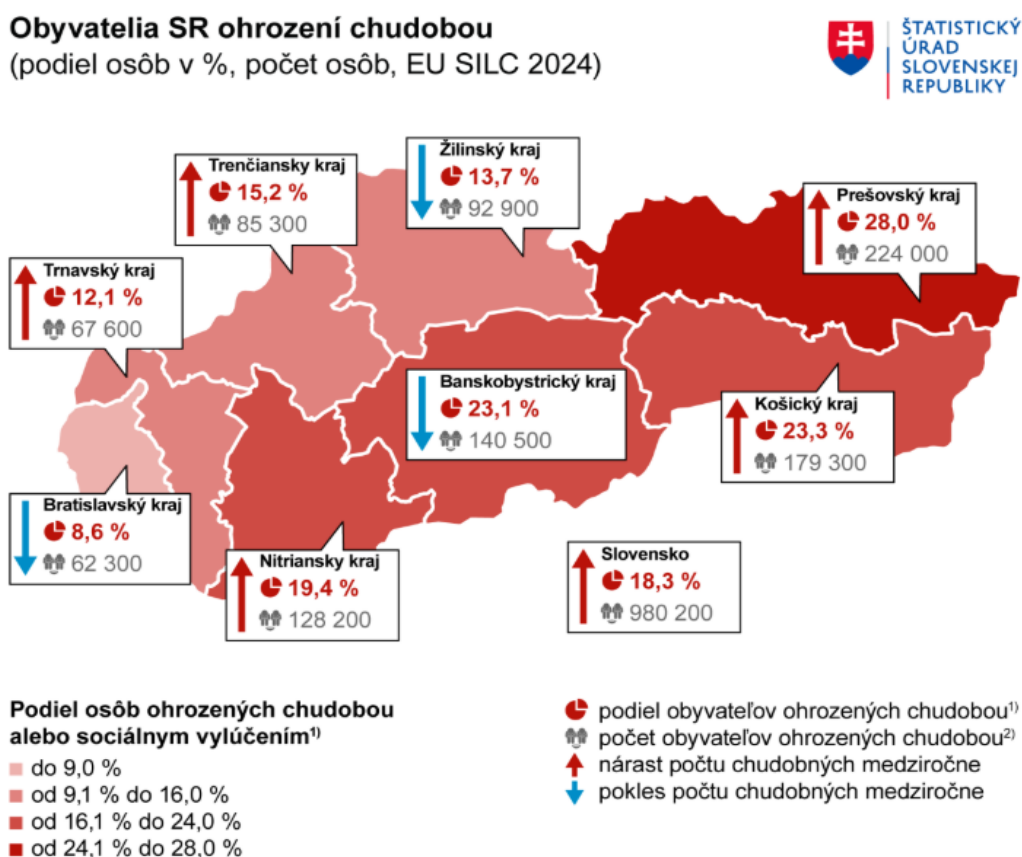 Obyvatelia SR ohrození chudobou
(podiel osôb v %, počet osôb, EU SILC 2024)
ŠTATISTICKÝ
ÚRAD
SLOVENSKEJ
REPUBLIKY
Žilinský kraj
13,7 %
92 900
Trenčiansky kraj
15,2 %
85 300
Prešovský kraj
28,0 %
224 000
Trnavský kraj
12,1 %
67 600
Banskobystrický kraj
23,1 %
140 500
Košický kraj
23,3 %
179 300
Bratislavský kraj
8,6 %
62 300
Nitriansky kraj
19,4 %
128 200
Slovensko
18,3 %
980 200
Podiel osôb ohrozených chudobou
alebo sociálnym vylúčením¹⁾
do 9,0 %
od 9,1 % do 16,0 %
od 16,1 % do 24,0 %
od 24,1 % do 28,0 %
podiel obyvateľov ohrozených chudobou¹⁾
počet obyvateľov ohrozených chudobou²⁾
nárast počtu chudobných medziročne
pokles počtu chudobných medziročne